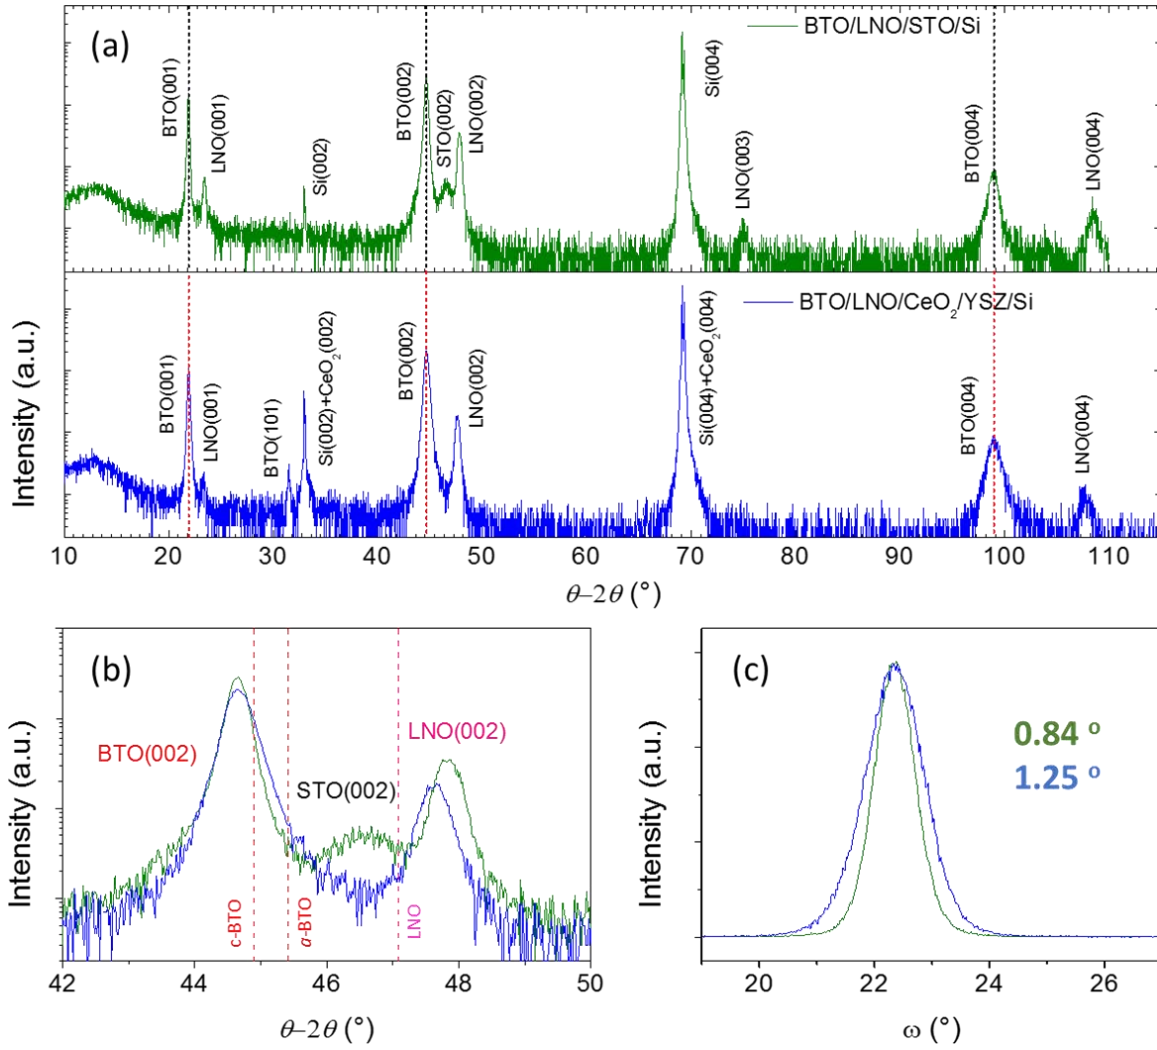 (a)
BTO/LNO/STO/Si
BTO(001)
LNO(001)
Si(002)
BTO(002)
STO(002)
LNO(002)
Si(004)
LNO(003)
BTO(004)
LNO(004)
BTO/LNO/CeO₂/YSZ/Si
BTO(001)
LNO(001)
BTO(101)
Si(002)+CeO₂(002)
BTO(002)
LNO(002)
Si(004)+CeO₂(004)
BTO(004)
LNO(004)
Intensity (a.u.)
10 20 30 40 50 60 70 80 90 100 110
θ–2θ (°)
(b)
BTO(002)
STO(002)
LNO(002)
c-BTO
a-BTO
LNO
Intensity (a.u.)
42 44 46 48 50
θ–2θ (°)
(c)
0.84 °
1.25 °
Intensity (a.u.)
20 22 24 26
ω (°)